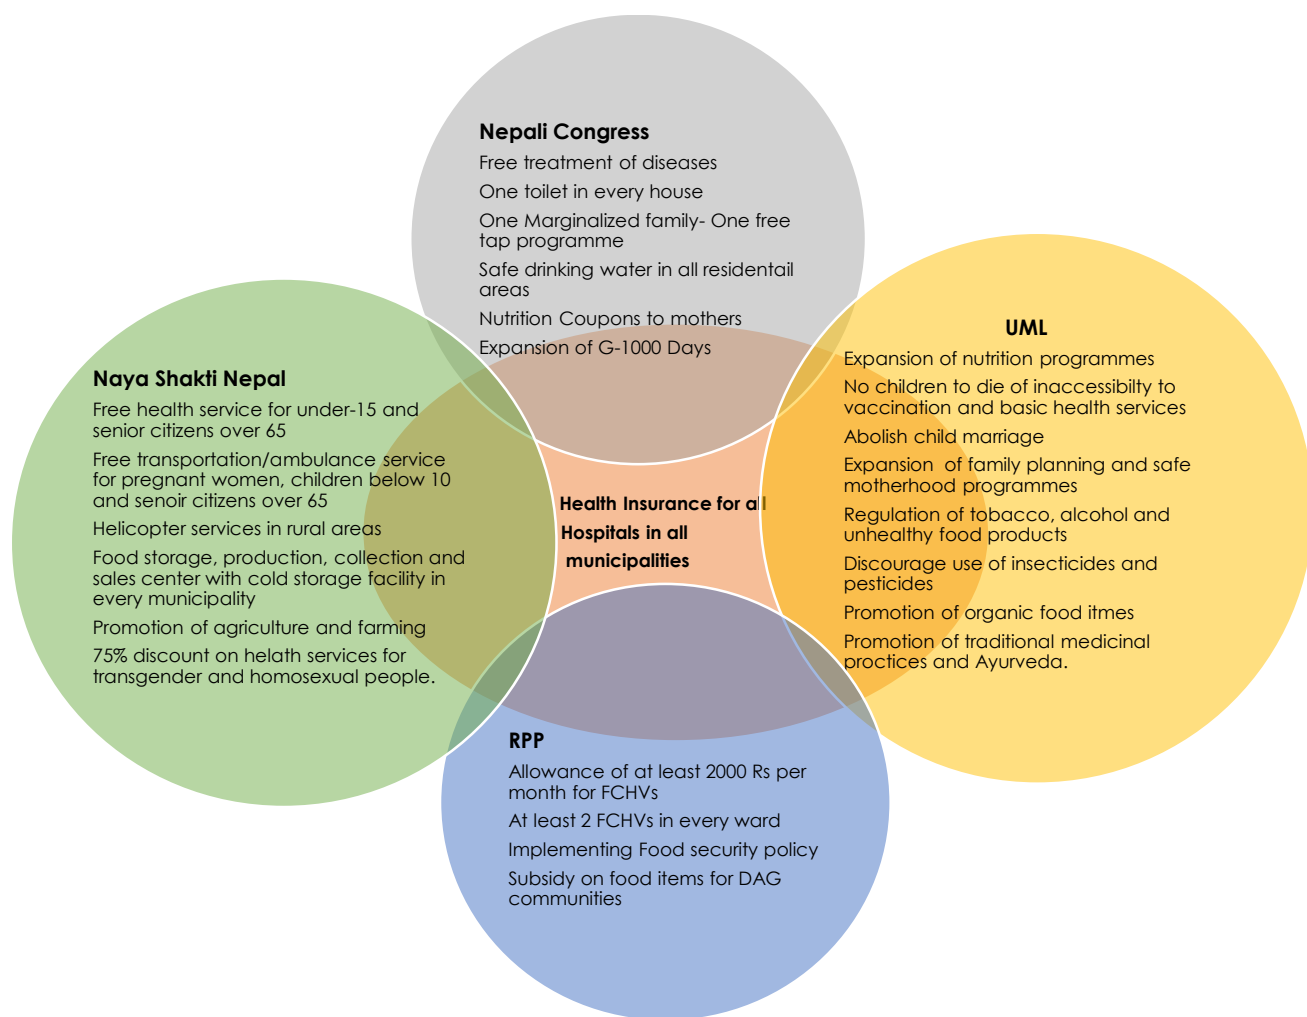 Nepali Congress
Free treatment of diseases
One toilet in every house
One Marginalized family- One free
tap programme
Safe drinking water in all residentail
areas
Nutrition Coupons to mothers
Expansion of G-1000 Days
Naya Shakti Nepal
Free health service for under-15 and
senior citizens over 65
Free transportation/ambulance service
for pregnant women, children below 10
and senoir citizens over 65
Helicopter services in rural areas
Food storage, production, collection and
sales center with cold storage facility in
every municipality
Promotion of agriculture and farming
75% discount on helath services for
transgender and homosexual people.
Health Insurance for all
Hospitals in all
municipalities
UML
Expansion of nutrition programmes
No children to die of inaccessibilty to
vaccination and basic health services
Abolish child marriage
Expansion  of family planning and safe
motherhood programmes
Regulation of tobacco, alcohol and
unhealthy food products
Discourage use of insecticides and
pesticides
Promotion of organic food itmes
Promotion of traditional medicinal
proctices and Ayurveda.
RPP
Allowance of at least 2000 Rs per
month for FCHVs
At least 2 FCHVs in every ward
Implementing Food security policy
Subsidy on food items for DAG
communities